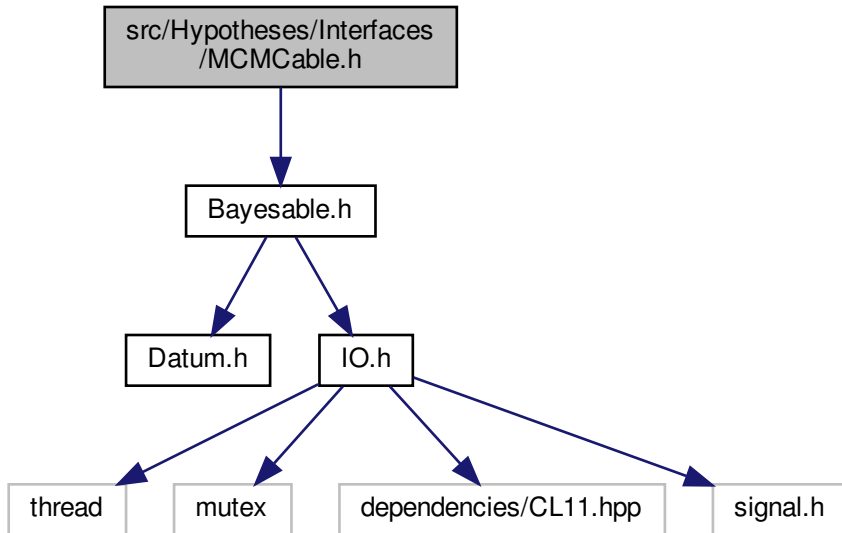 src/Hypotheses/Interfaces
/MCMCable.h
Bayesable.h
Datum.h
IO.h
thread
mutex
dependencies/CL11.hpp
signal.h